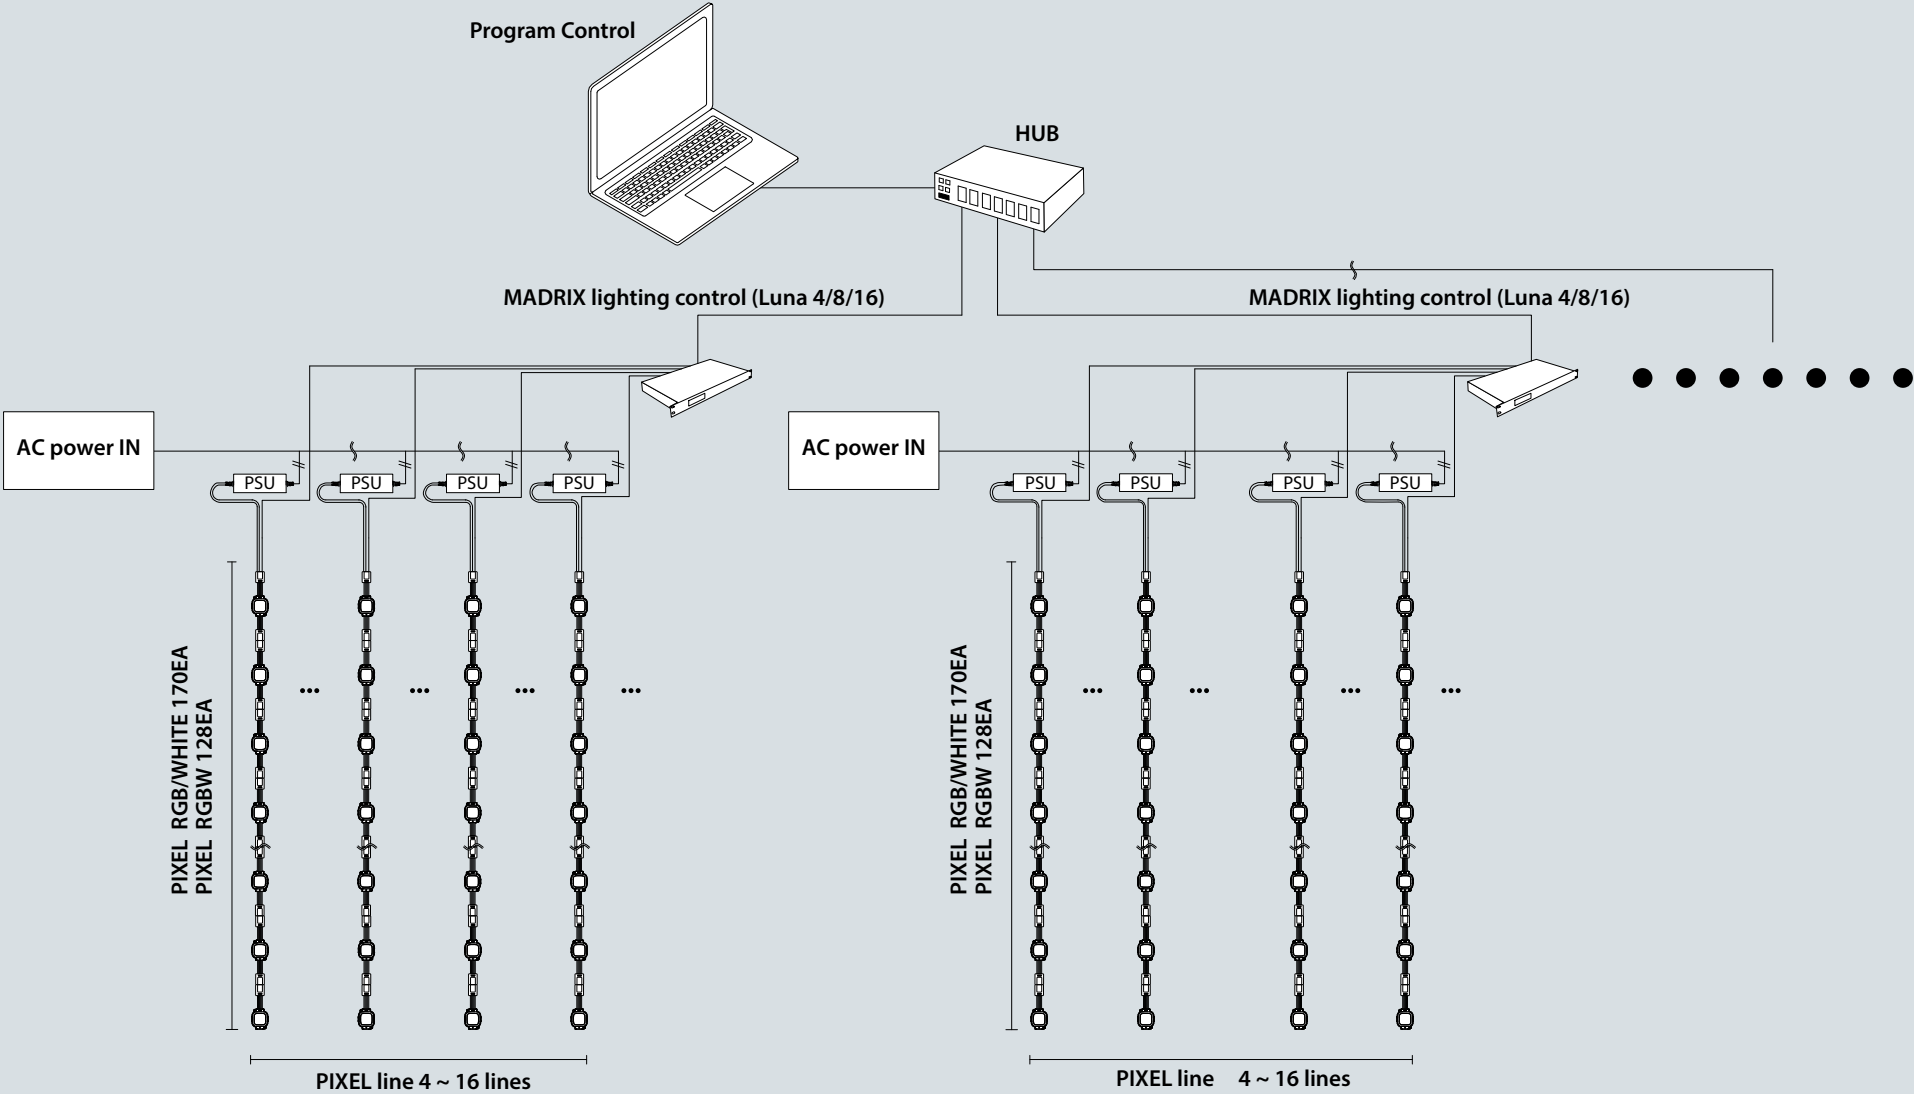 Program Control
HUB
MADRIX lighting control (Luna 4/8/16)
MADRIX lighting control (Luna 4/8/16)
AC power IN
AC power IN
PSU
PSU
PSU
PSU
PSU
PSU
PSU
PSU
PIXEL RGB/WHITE 170EA
PIXEL RGBW 128EA
PIXEL RGB/WHITE 170EA
PIXEL RGBW 128EA
PIXEL line 4 ~ 16 lines
PIXEL line 4 ~ 16 lines